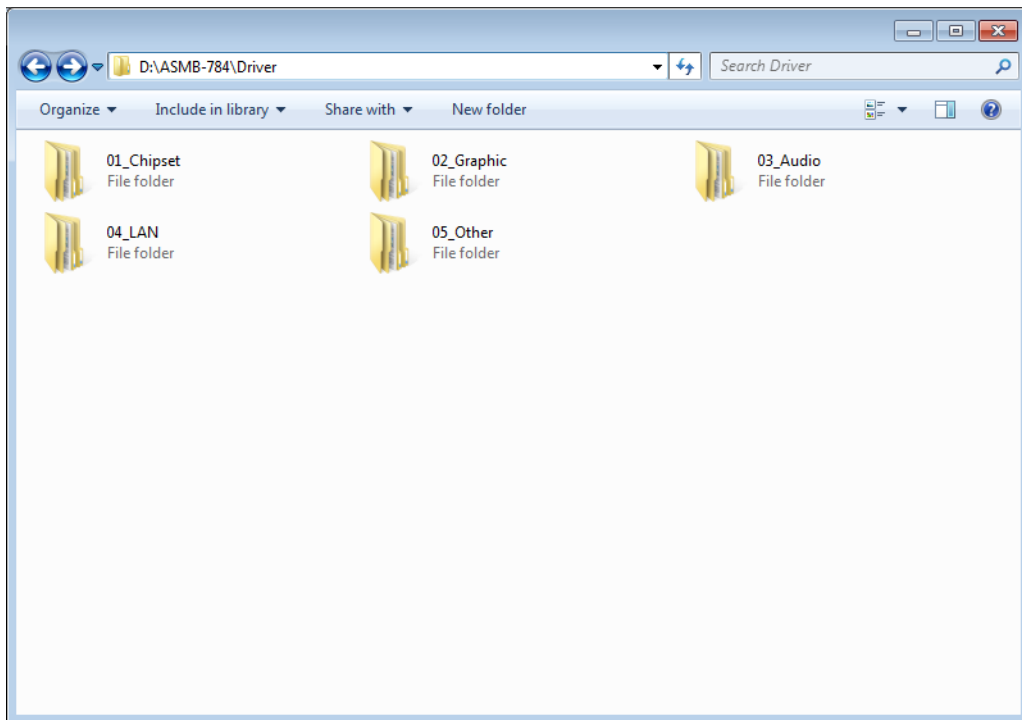 D:\ASMB-784\Driver
Search Driver
Organize
Include in library
Share with
New folder
01_Chipset
File folder
02_Graphic
File folder
03_Audio
File folder
04_LAN
File folder
05_Other
File folder